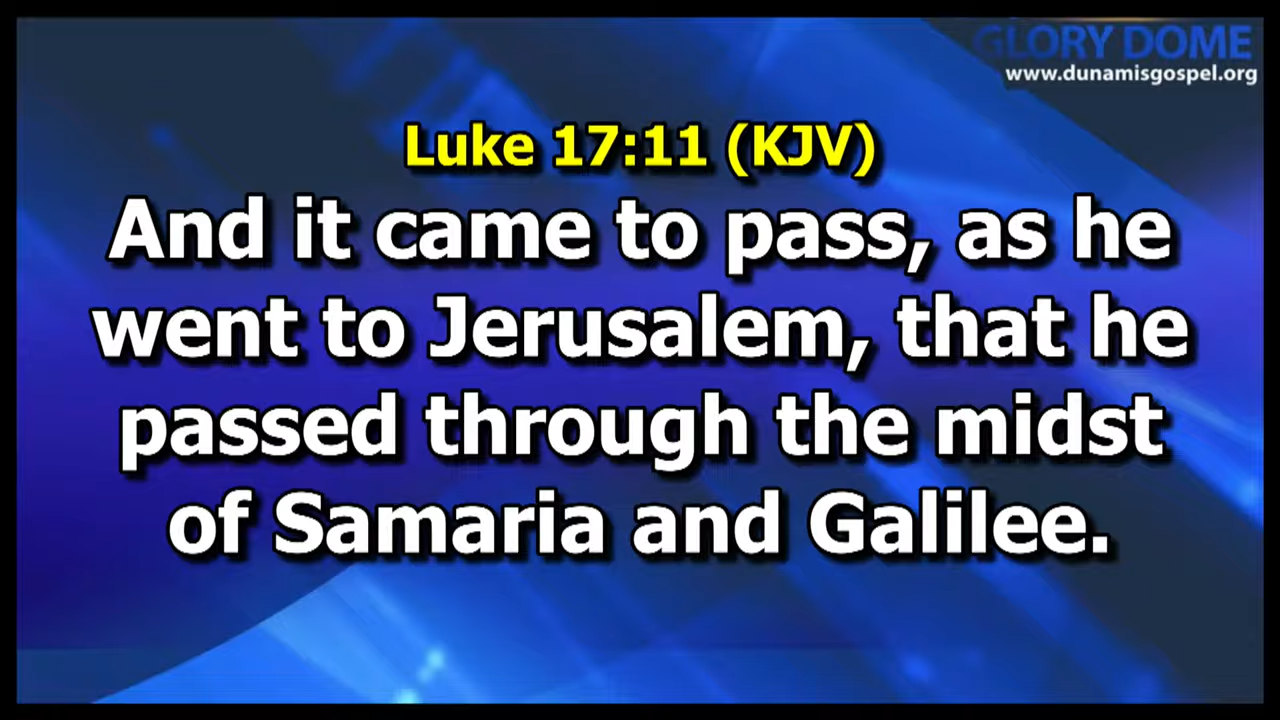 GLORY DOME
www.dunamisgospel.org
Luke 17:11 (KJV)
And it came to pass, as he
went to Jerusalem, that he
passed through the midst
of Samaria and Galilee.